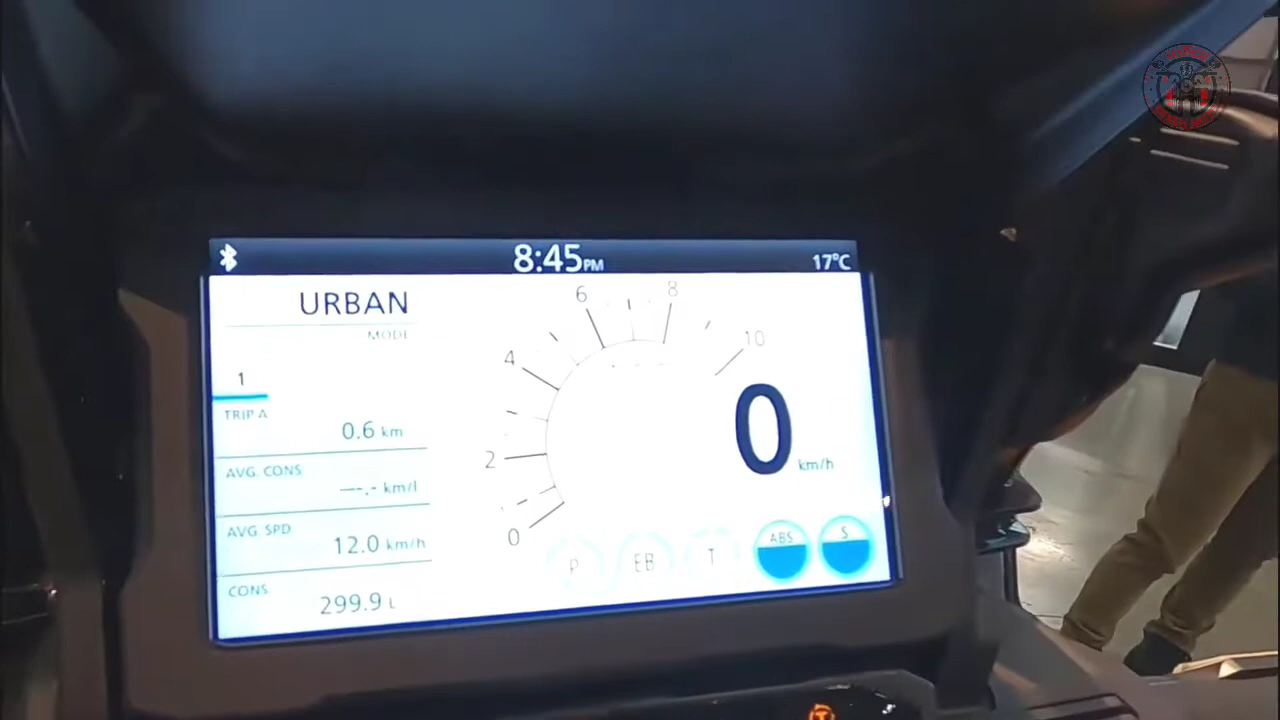 8:45PM
17°C
URBAN
MODE
1
TRIP A
0.6 km
AVG. CONS
---.- km/l
AVG. SPD
12.0 km/h
CONS
299.9 L
0
2
4
6
8
10
0
km/h
P
EB
T
ABS
S